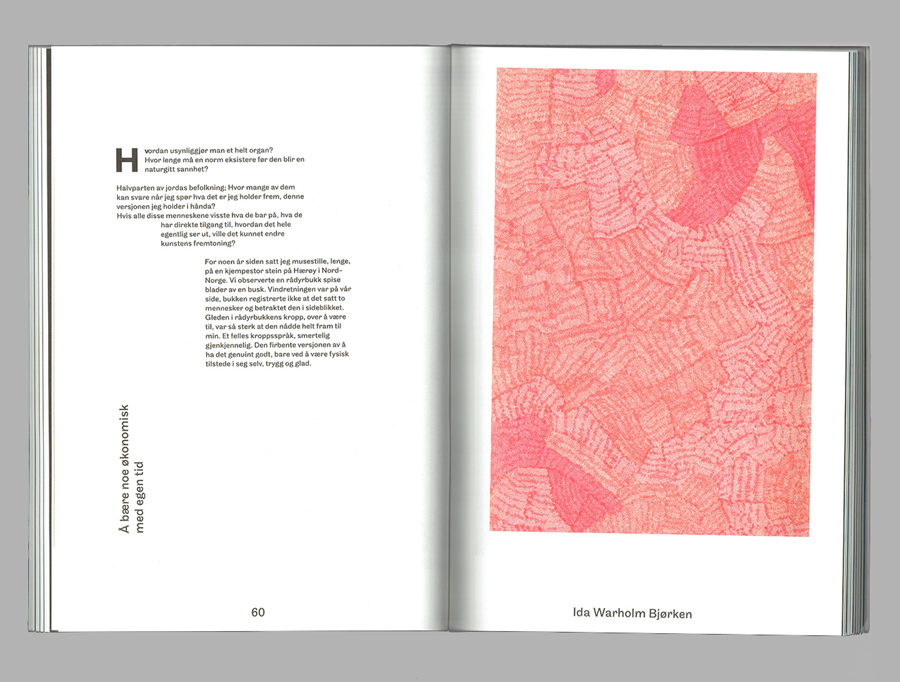 Hvordan usynliggjør man et helt organ?
Hvor lenge må en norm eksistere før den blir en
naturgitt sannhet?
Halvparten av jordas befolkning; Hvor mange av dem
kan svare når jeg spør hva det er jeg holder frem, denne
versjonen jeg holder i hånda?
Hvis alle disse menneskene visste hva de bar på, hva de
har direkte tilgang til, hvordan det hele
egentlig ser ut, ville det kunnet endre
kunstens fremtoning?
For noen år siden satt jeg musestille, lenge,
på en kjempestor stein på Hærøy i Nord–
Norge. Vi observerte en rådyrbukk spise
blader av en busk. Vindretningen var på vår
side, bukken registrerte ikke at det satt to
mennesker og betraktet den i sideblikket.
Gleden i rådyrbukkens kropp, over å være
til, var så sterk at den nådde helt fram til
min. Et felles kroppsspråk, smertelig
gjenkjennelig. Den firbente versjonen av å
ha det genuint godt, bare ved å være fysisk
tilstede i seg selv, trygg og glad.
Å bære noe økonomisk
med egen tid
60
Ida Warholm Bjørken